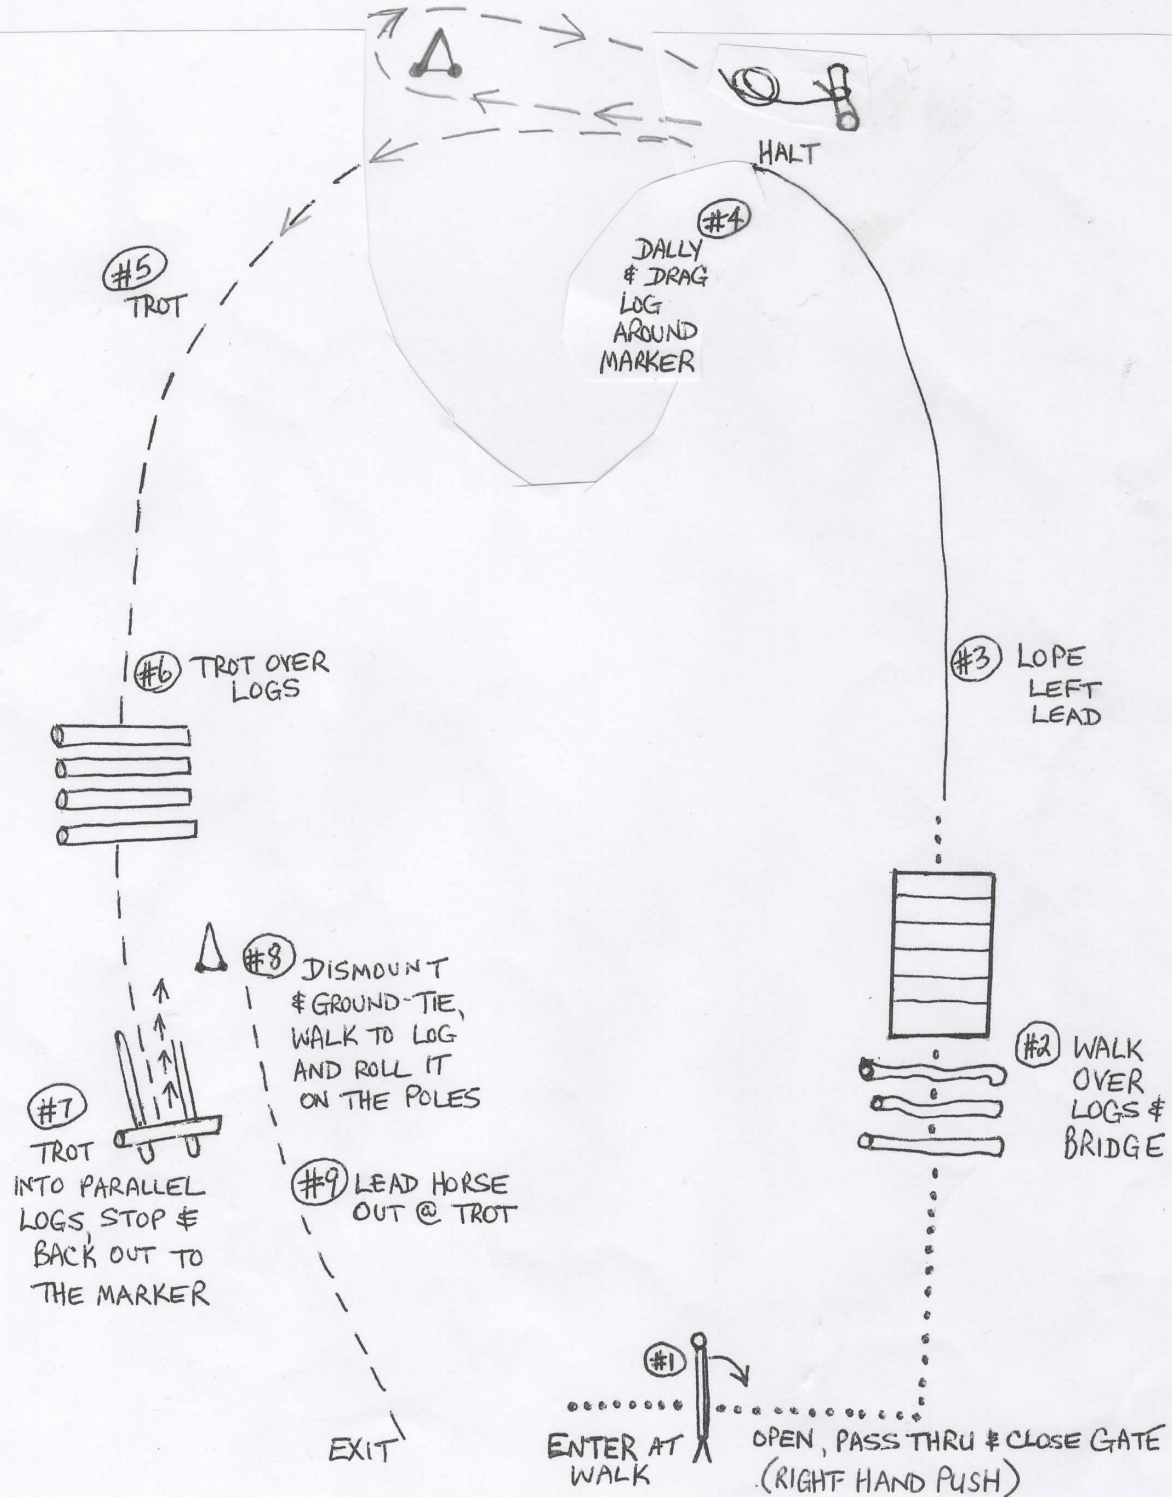 HALT
#4
DALLY
& DRAG
LOG
AROUND
MARKER
#5
TROT
#6 TROT OVER
LOGS
#3 LOPE
LEFT
LEAD
#8 DISMOUNT
& GROUND-TIE,
WALK TO LOG
AND ROLL IT
ON THE POLES
#2 WALK
OVER
LOGS &
BRIDGE
#7
TROT
INTO PARALLEL
LOGS, STOP &
BACK OUT TO
THE MARKER
#9 LEAD HORSE
OUT @ TROT
#1
EXIT
ENTER AT
WALK
OPEN, PASS THRU & CLOSE GATE
(RIGHT HAND PUSH)